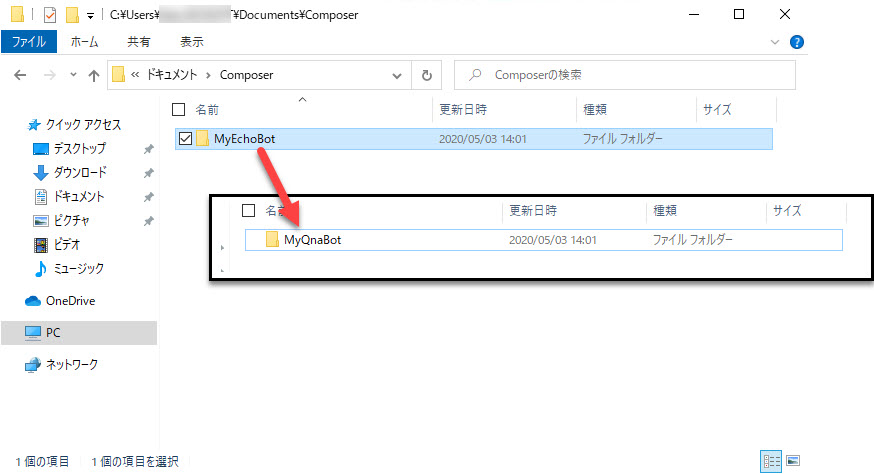 C:¥Users¥ T¥Documents¥Composer
ファイル ホーム 共有 表示
« ドキュメント › Composer
Composerの検索
名前 更新日時 種類 サイズ
MyEchoBot 2020/05/03 14:01 ファイル フォルダー
名前 更新日時 種類 サイズ
MyQnaBot 2020/05/03 14:01 ファイル フォルダー
クイック アクセス
デスクトップ
ダウンロード
ドキュメント
ピクチャ
ビデオ
ミュージック
OneDrive
PC
ネットワーク
1 個の項目 1 個の項目を選択